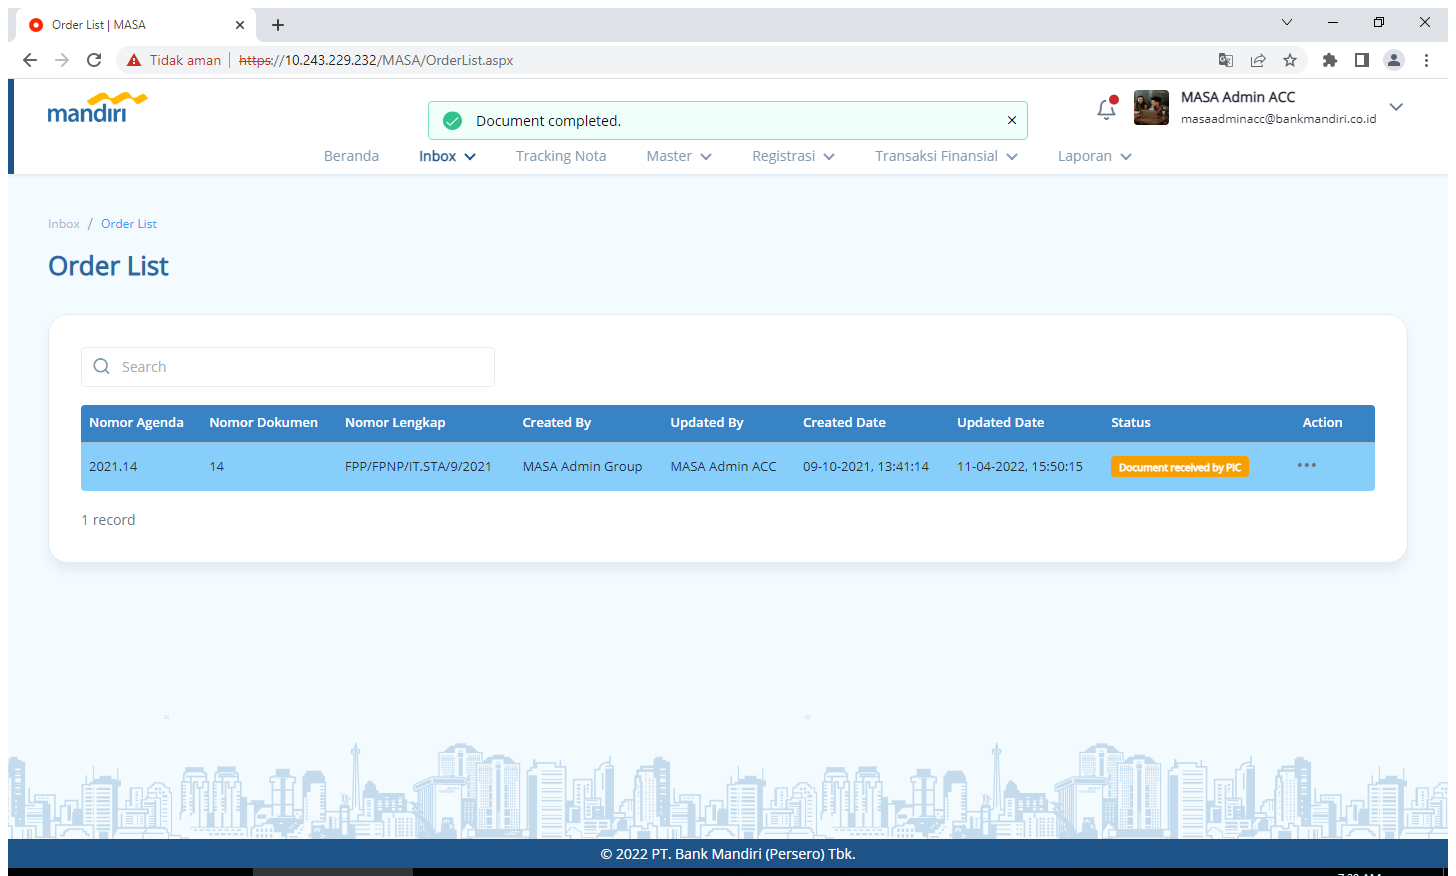 Order List | MASA
Tidak aman
https://10.243.229.232/MASA/OrderList.aspx
mandiri
Document completed.
MASA Admin ACC
masaadminacc@bankmandiri.co.id
Beranda
Inbox
Tracking Nota
Master
Registrasi
Transaksi Finansial
Laporan
Inbox / Order List
Order List
Search
Nomor Agenda Nomor Dokumen Nomor Lengkap Created By Updated By Created Date Updated Date Status Action
2021.14 14 FPP/FPNP/IT.STA/9/2021 MASA Admin Group MASA Admin ACC 09-10-2021, 13:41:14 11-04-2022, 15:50:15 Document received by PIC
1 record
mandiri
mandiri
© 2022 PT. Bank Mandiri (Persero) Tbk.